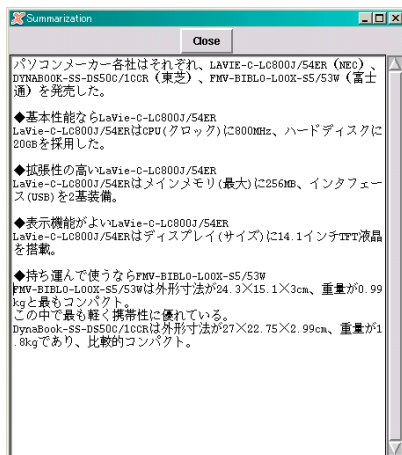 Summarization
Close
パソコンメーカー各社はそれぞれ、LAVIE-C-LC800J/54ER（NEC）、
DYNABOOK-SS-DS50C/1CCR（東芝）、FMV-BIBLO-LOOX-S5/53W（富士
通）を発売した。
◆基本性能ならLaVie-C-LC800J/54ER
LaVie-C-LC800J/54ERはCPU(クロック)に800MHz、ハードディスクに
20GBを採用した。
◆拡張性の高いLaVie-C-LC800J/54ER
LaVie-C-LC800J/54ERはメインメモリ(最大)に256MB、インタフェー
ス(USB)を2基装備。
◆表示機能がよいLaVie-C-LC800J/54ER
LaVie-C-LC800J/54ERはディスプレイ(サイズ)に14.1インチTFT液晶
を搭載。
◆持ち運んで使うならFMV-BIBLO-LOOX-S5/53W
FMV-BIBLO-LOOX-S5/53Wは外形寸法が24.3×15.1×3cm、重量が0.99
kgと最もコンパクト。
この中で最も軽く携帯性に優れている。
DynaBook-SS-DS50C/1CCRは外形寸法が27×22.75×2.99cm、重量が1
.8kgであり、比較的コンパクト。